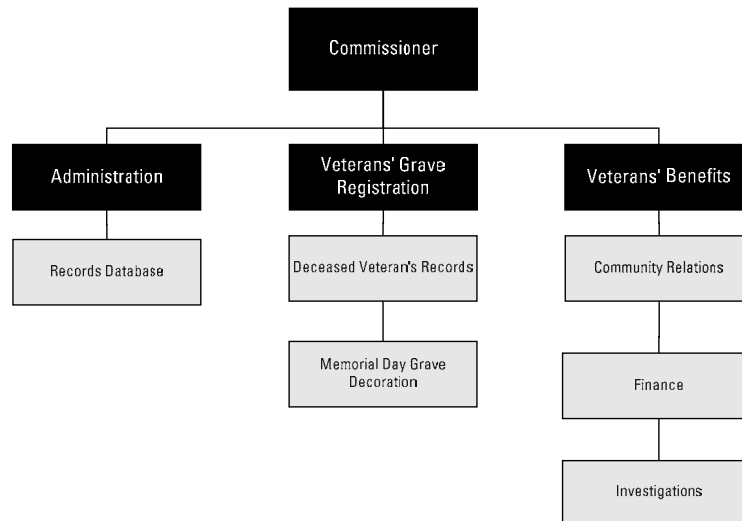 Commissioner
Administration
Veterans' Grave
Registration
Veterans' Benefits
Records Database
Deceased Veteran's Records
Community Relations
Memorial Day Grave
Decoration
Finance
Investigations